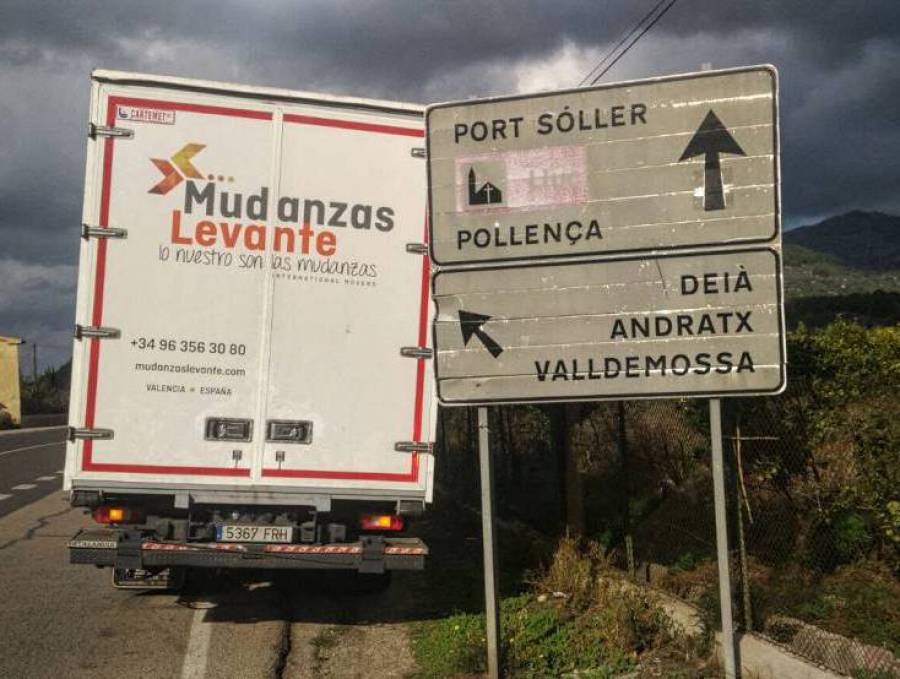 CARTEMET
Mudanzas
Levante
lo nuestro son las mudanzas
INTERNATIONAL MOVERS
+34 96 356 30 80
mudanzaslevante.com
VALENCIA - ESPAÑA
5367 FRH
PORT SÓLLER
POLLENÇA
DEIÀ
ANDRATX
VALLDEMOSSA